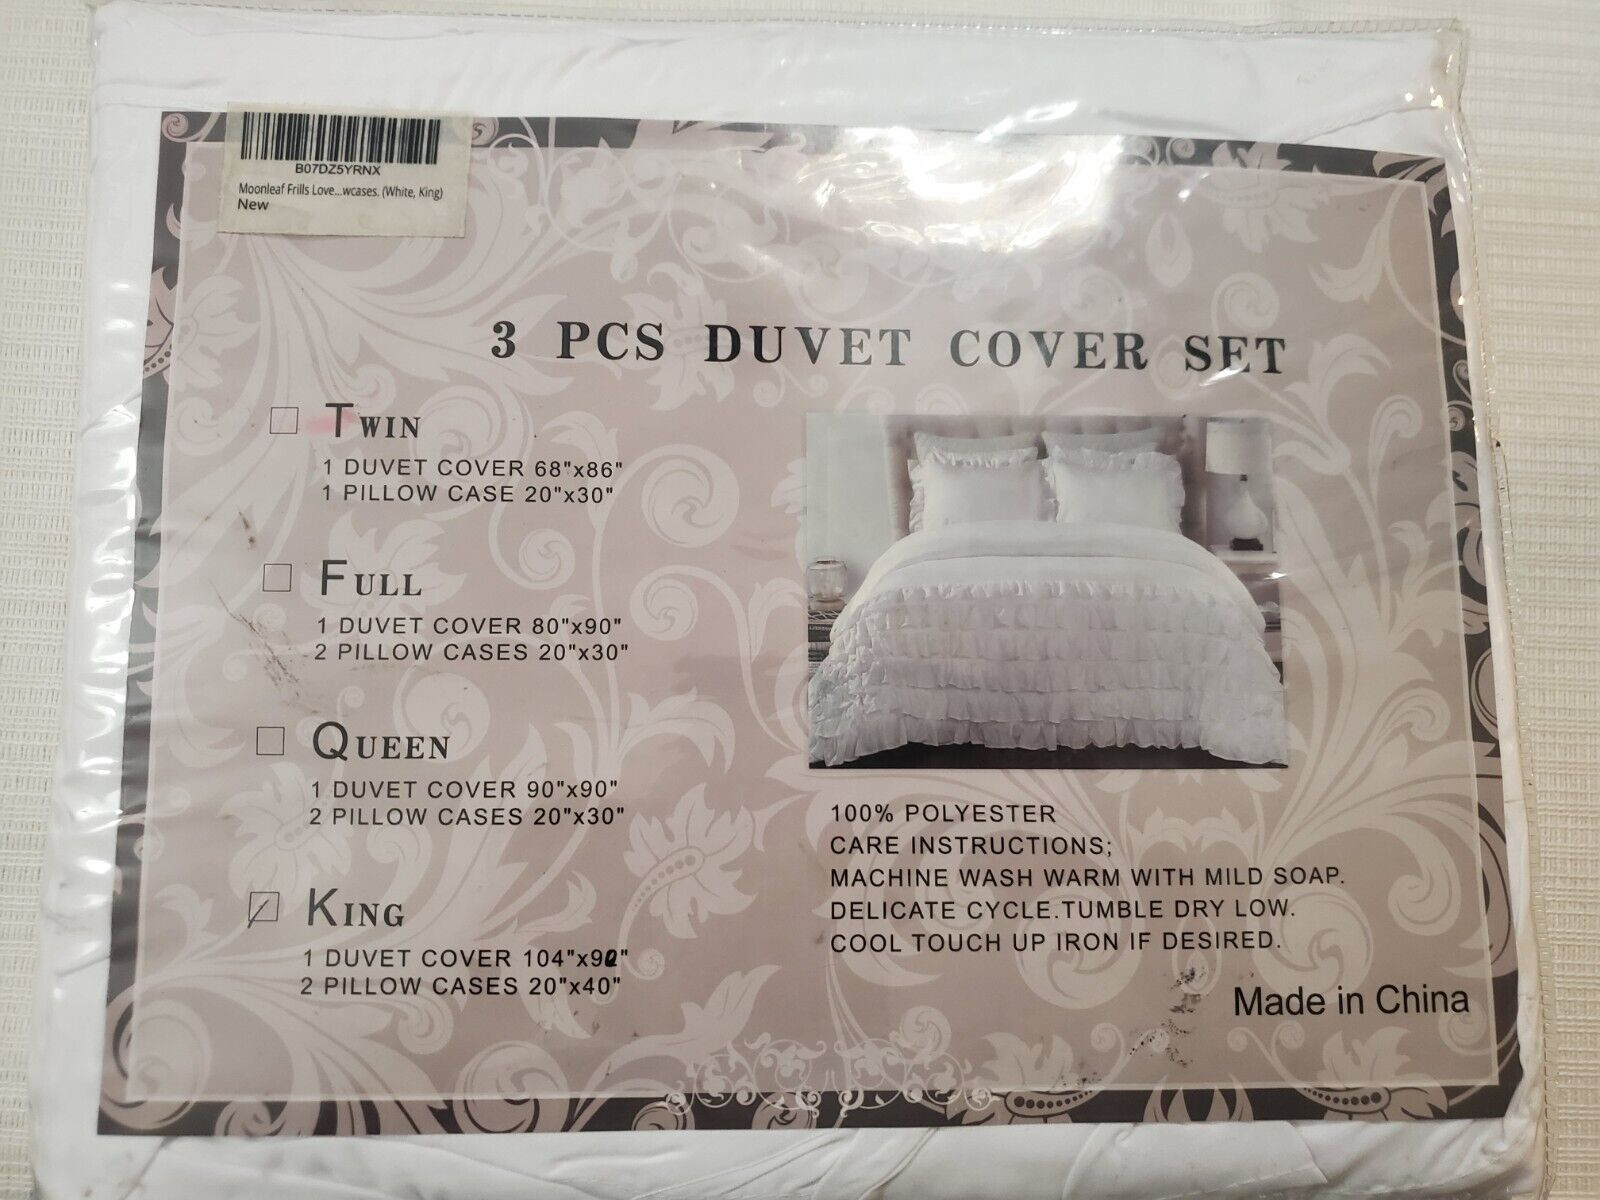 B07DZ5YRNX
Moonleaf Frills Love...wcases. (White, King)
New
3 PCS DUVET COVER SET
TWIN
1 DUVET COVER 68"x86"
1 PILLOW CASE 20"x30"
FULL
1 DUVET COVER 80"x90"
2 PILLOW CASES 20"x30"
QUEEN
1 DUVET COVER 90"x90"
2 PILLOW CASES 20"x30"
KING
1 DUVET COVER
2 PILLOW CASES 20"x40"
100% POLYESTER
CARE INSTRUCTIONS;
MACHINE WASH WARM WITH MILD SOAP.
DELICATE CYCLE.TUMBLE DRY LOW.
COOL TOUCH UP IRON IF DESIRED.
Made in China